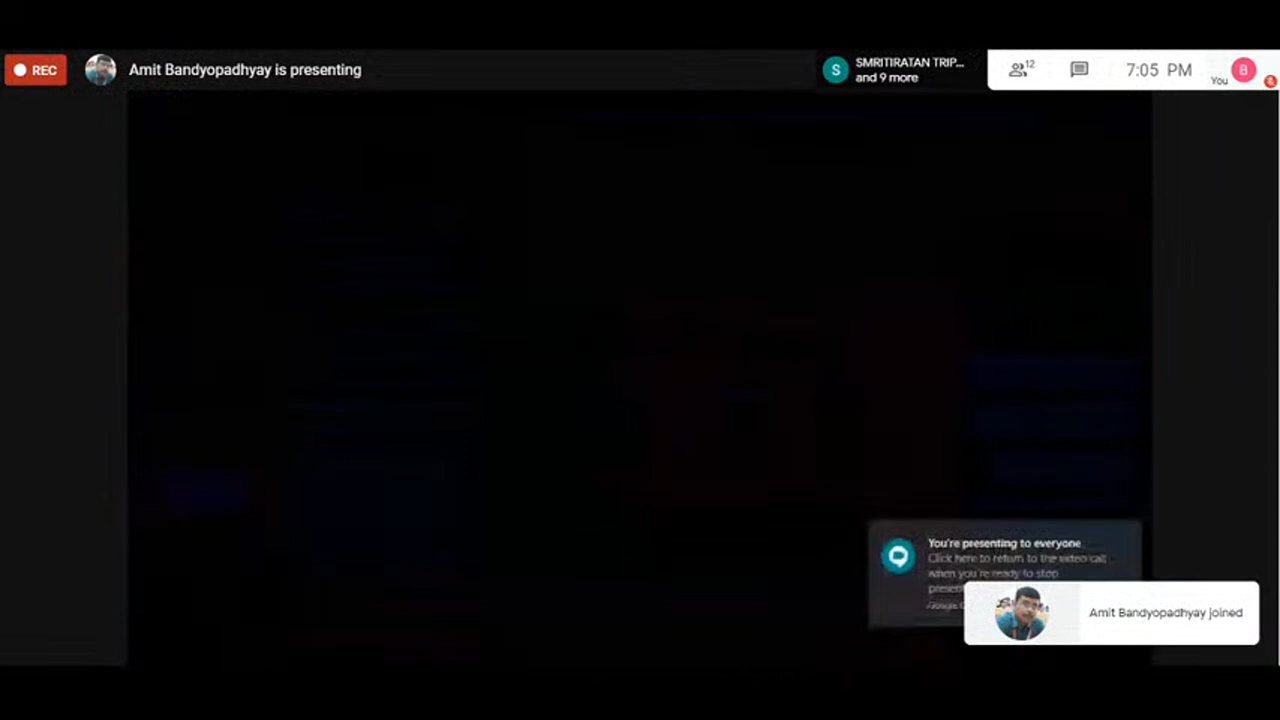 REC
Amit Bandyopadhyay is presenting
S
SMRITIRATAN TRIP...
and 9 more
12
7:05 PM
You
B
You're presenting to everyone
Click here to return to the video call
when you're ready to stop
Amit Bandyopadhyay joined